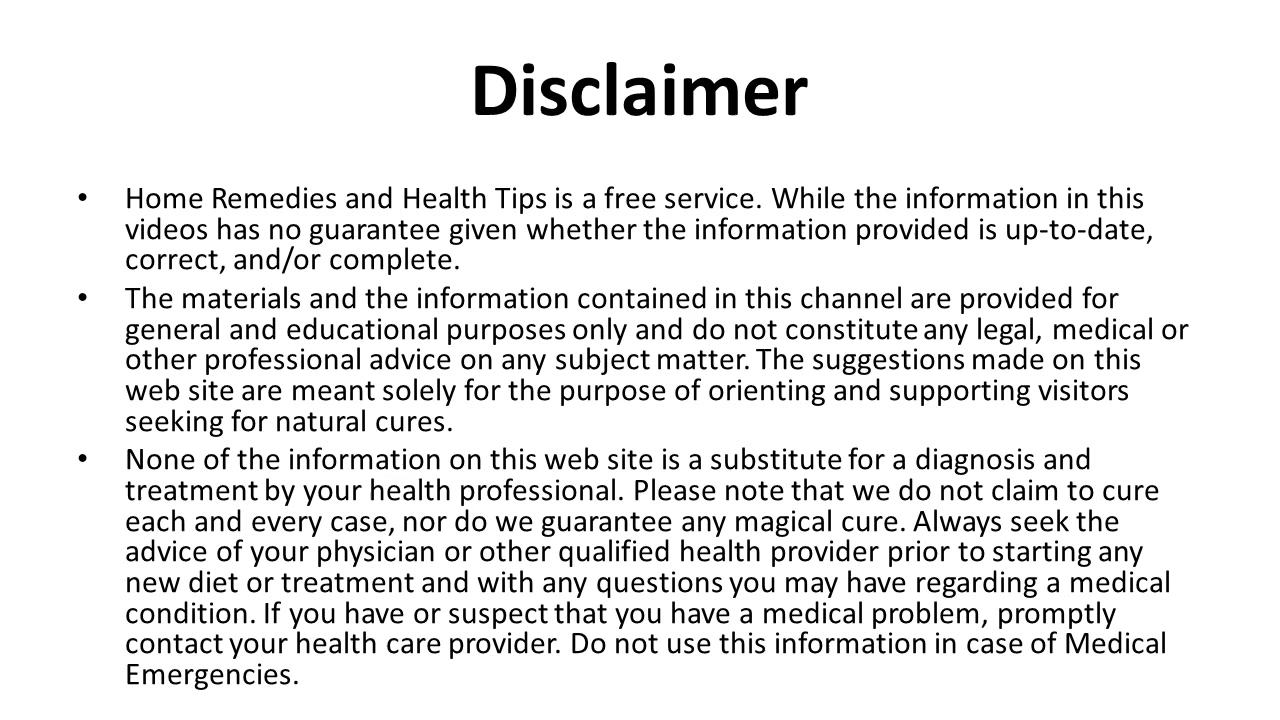 Disclaimer
• Home Remedies and Health Tips is a free service. While the information in this
videos has no guarantee given whether the information provided is up-to-date,
correct, and/or complete.
• The materials and the information contained in this channel are provided for
general and educational purposes only and do not constitute any legal, medical or
other professional advice on any subject matter. The suggestions made on this
web site are meant solely for the purpose of orienting and supporting visitors
seeking for natural cures.
• None of the information on this web site is a substitute for a diagnosis and
treatment by your health professional. Please note that we do not claim to cure
each and every case, nor do we guarantee any magical cure. Always seek the
advice of your physician or other qualified health provider prior to starting any
new diet or treatment and with any questions you may have regarding a medical
condition. If you have or suspect that you have a medical problem, promptly
contact your health care provider. Do not use this information in case of Medical
Emergencies.